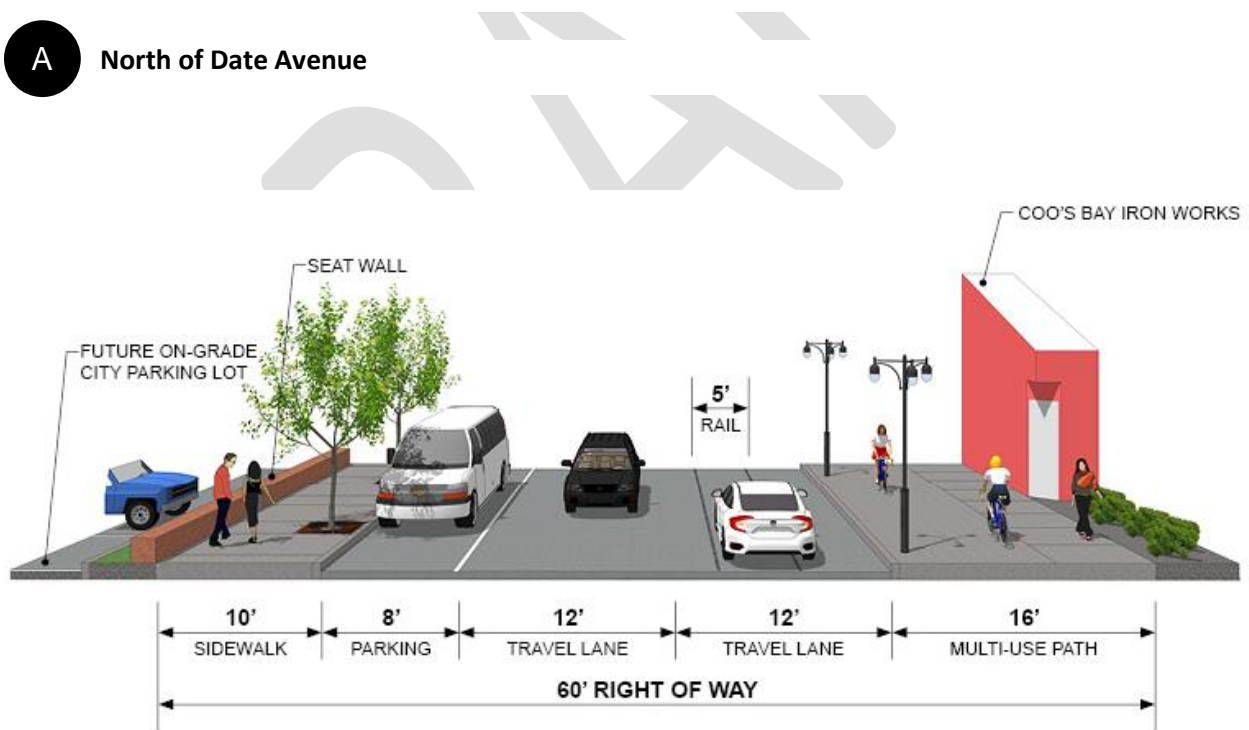 A
North of Date Avenue
COO'S BAY IRON WORKS
SEAT WALL
FUTURE ON-GRADE
CITY PARKING LOT
5'
RAIL
10'
SIDEWALK
8'
PARKING
12'
TRAVEL LANE
12'
TRAVEL LANE
16'
MULTI-USE PATH
60' RIGHT OF WAY